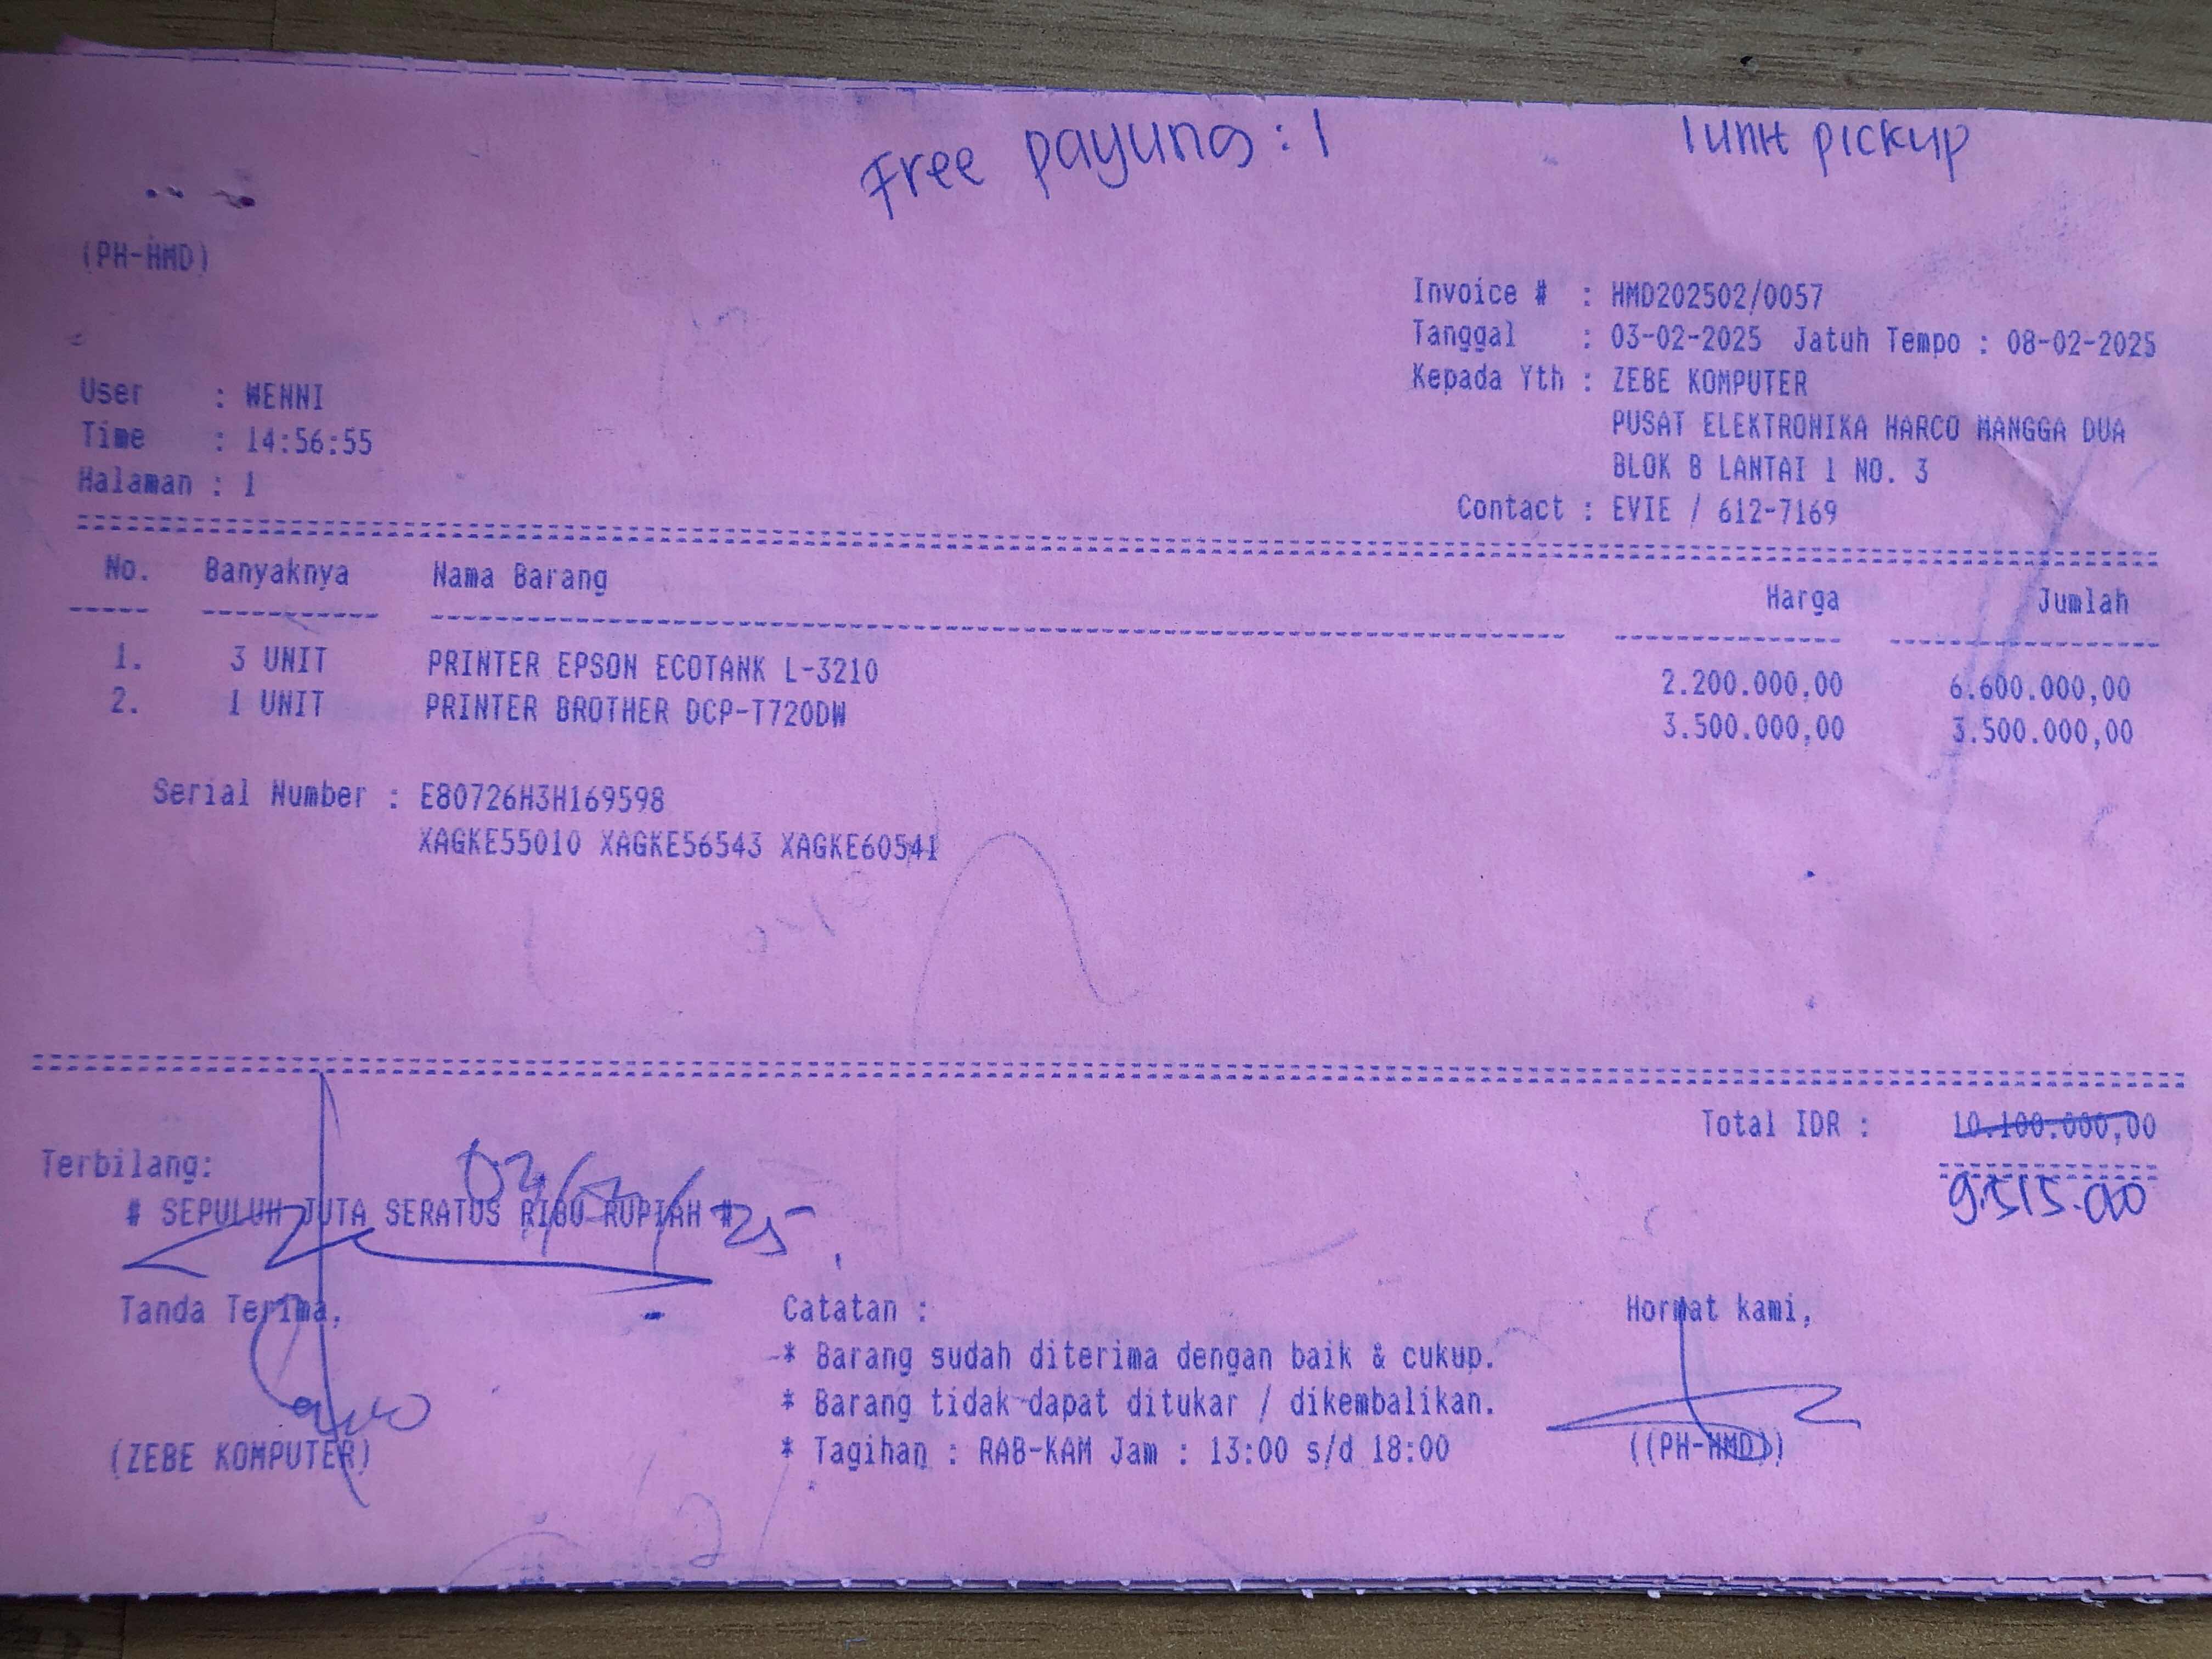 Free payung : 1
1 unit pickup
(PH-HMD)
Invoice # : HMD202502/0057
Tanggal : 03-02-2025 Jatuh Tempo : 08-02-2025
Kepada Yth : ZEBE KOMPUTER
PUSAT ELEKTRONIKA HARCO MANGGA DUA
BLOK B LANTAI 1 NO. 3
Contact : EVIE / 612-7169
User : WENNI
Time : 14:56:55
Halaman : 1
No. Banyaknya Nama Barang Harga Jumlah
1. 3 UNIT PRINTER EPSON ECOTANK L-3210 2.200.000,00 6.600.000,00
2. 1 UNIT PRINTER BROTHER DCP-T720DW 3.500.000,00 3.500.000,00
Serial Number : E80726H3H169598
XAGKE55010 XAGKE56543 XAGKE60541
Total IDR : 10.100.000,00
9.515.000
Terbilang:
# SEPULUH JUTA SERATUS RIBU RUPIAH #
Tanda Terima,
(ZEBE KOMPUTER)
Catatan :
* Barang sudah diterima dengan baik & cukup.
* Barang tidak dapat ditukar / dikembalikan.
* Tagihan : RAB-KAM Jam : 13:00 s/d 18:00
Hormat kami,
((PH-HMD))